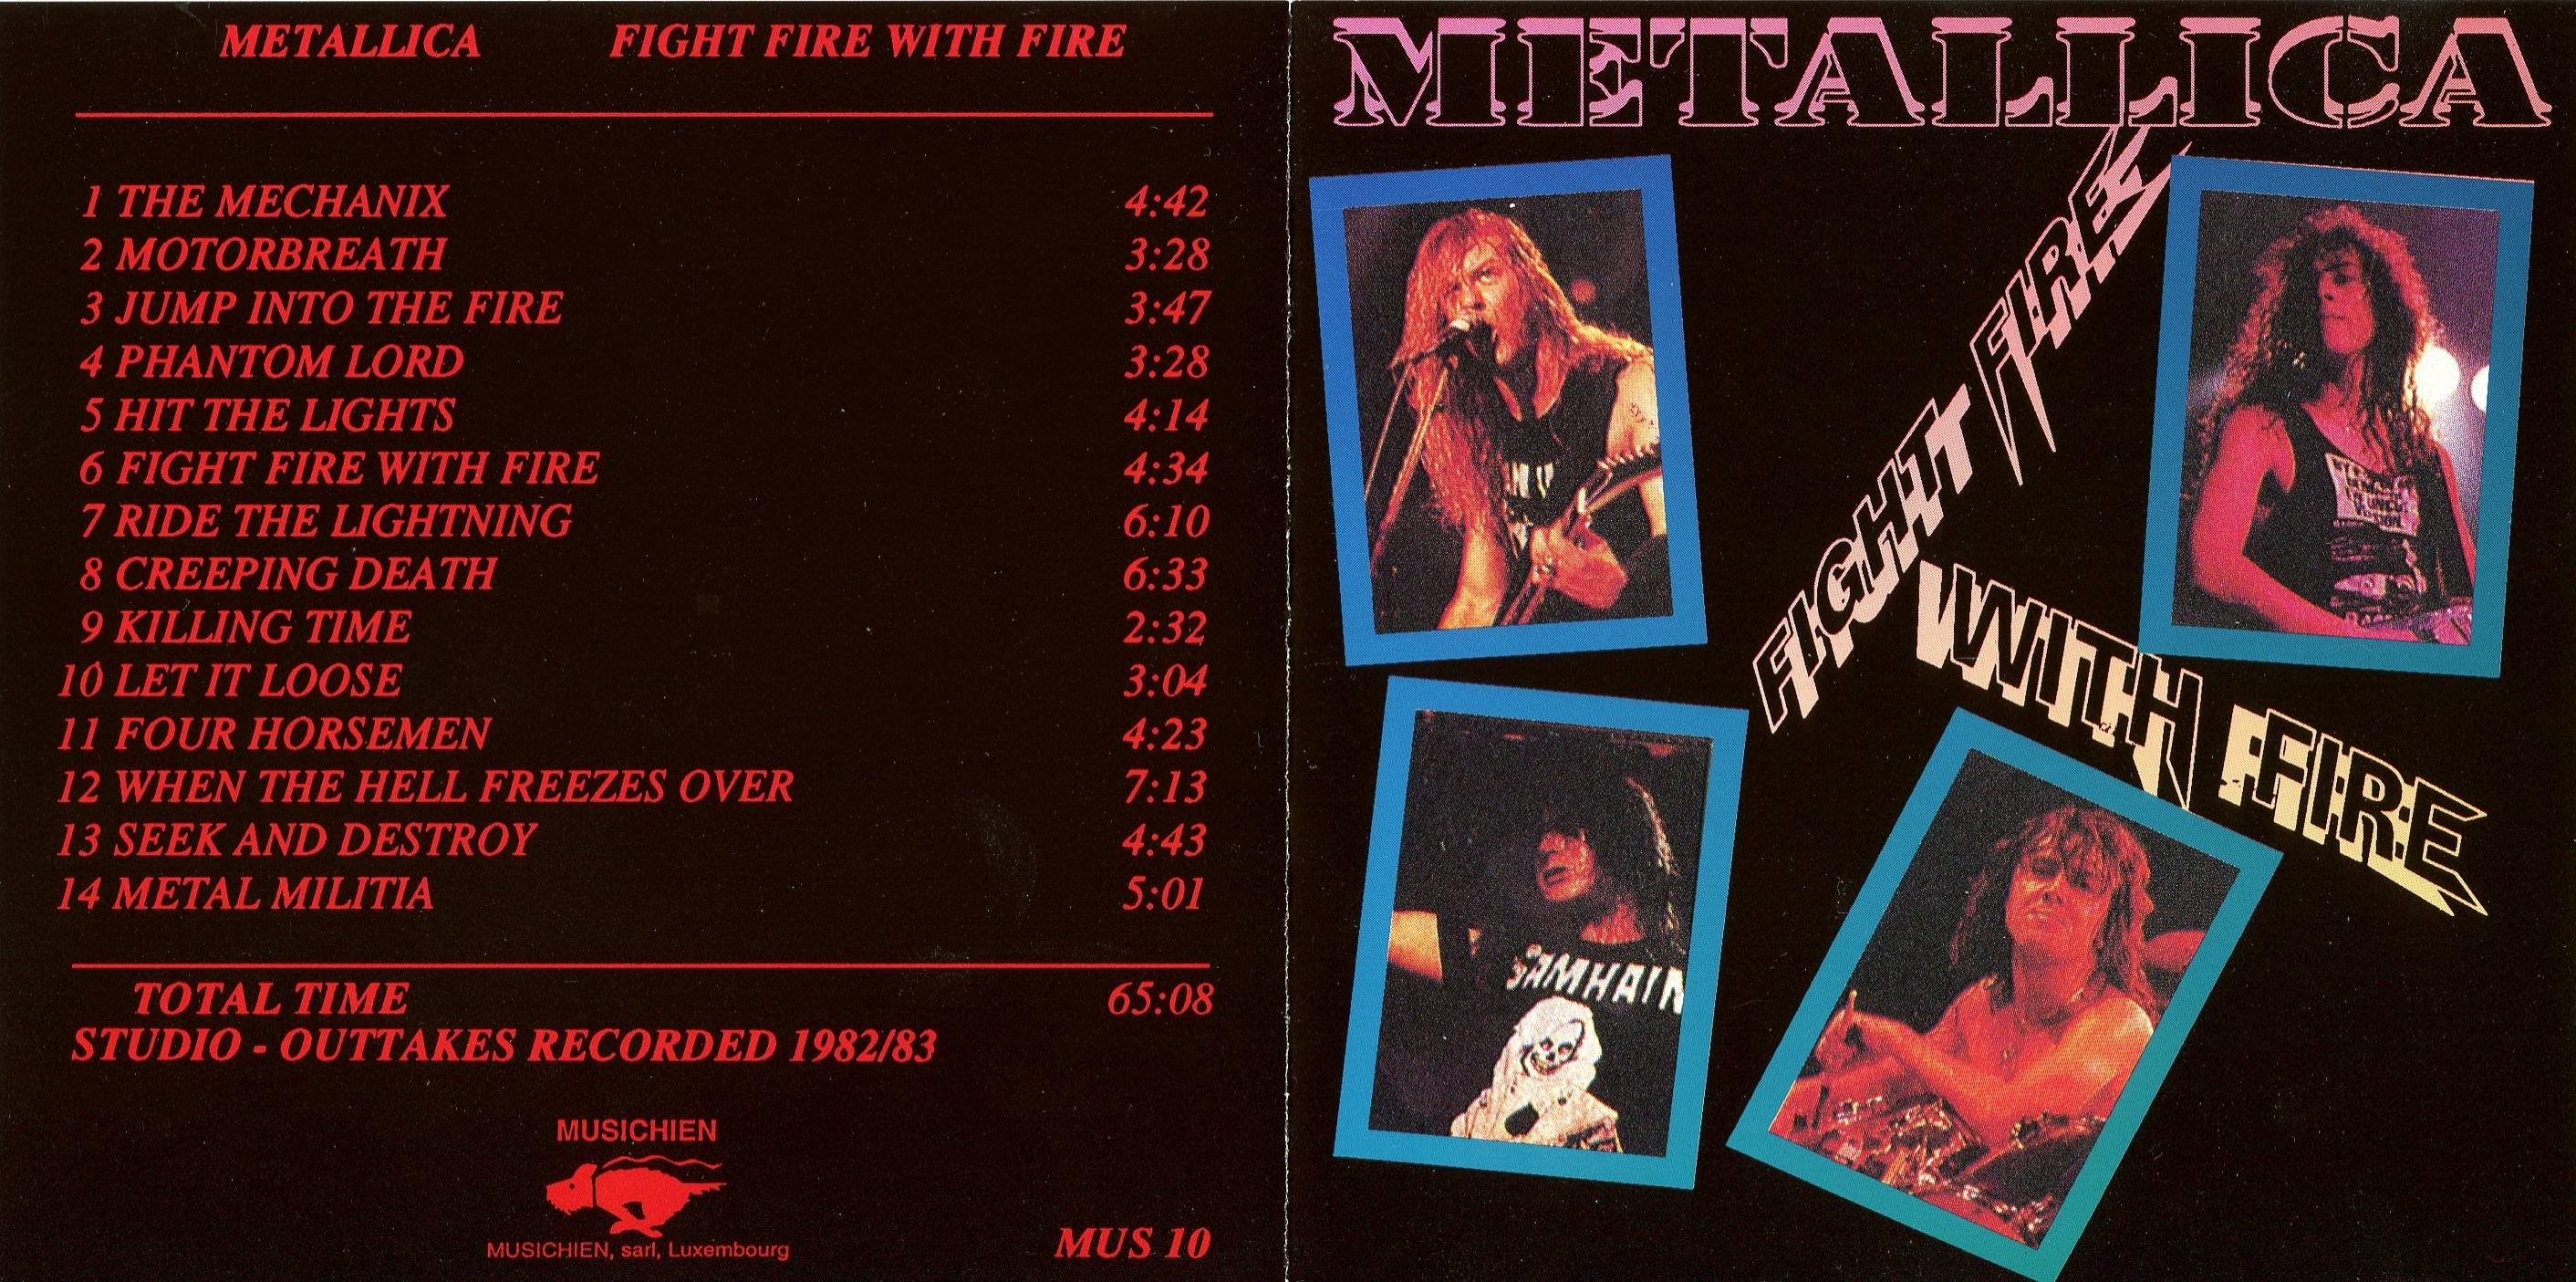 METALLICA FIGHT FIRE WITH FIRE
1 THE MECHANIX 4:42
2 MOTORBREATH 3:28
3 JUMP INTO THE FIRE 3:47
4 PHANTOM LORD 3:28
5 HIT THE LIGHTS 4:14
6 FIGHT FIRE WITH FIRE 4:34
7 RIDE THE LIGHTNING 6:10
8 CREEPING DEATH 6:33
9 KILLING TIME 2:32
10 LET IT LOOSE 3:04
11 FOUR HORSEMEN 4:23
12 WHEN THE HELL FREEZES OVER 7:13
13 SEEK AND DESTROY 4:43
14 METAL MILITIA 5:01
TOTAL TIME 65:08
STUDIO - OUTTAKES RECORDED 1982/83
MUSICHIEN
MUSICHIEN, sarl, Luxembourg
MUS 10
METALLICA
FIGHT FIRE
WITH FIRE
SAMHAIN